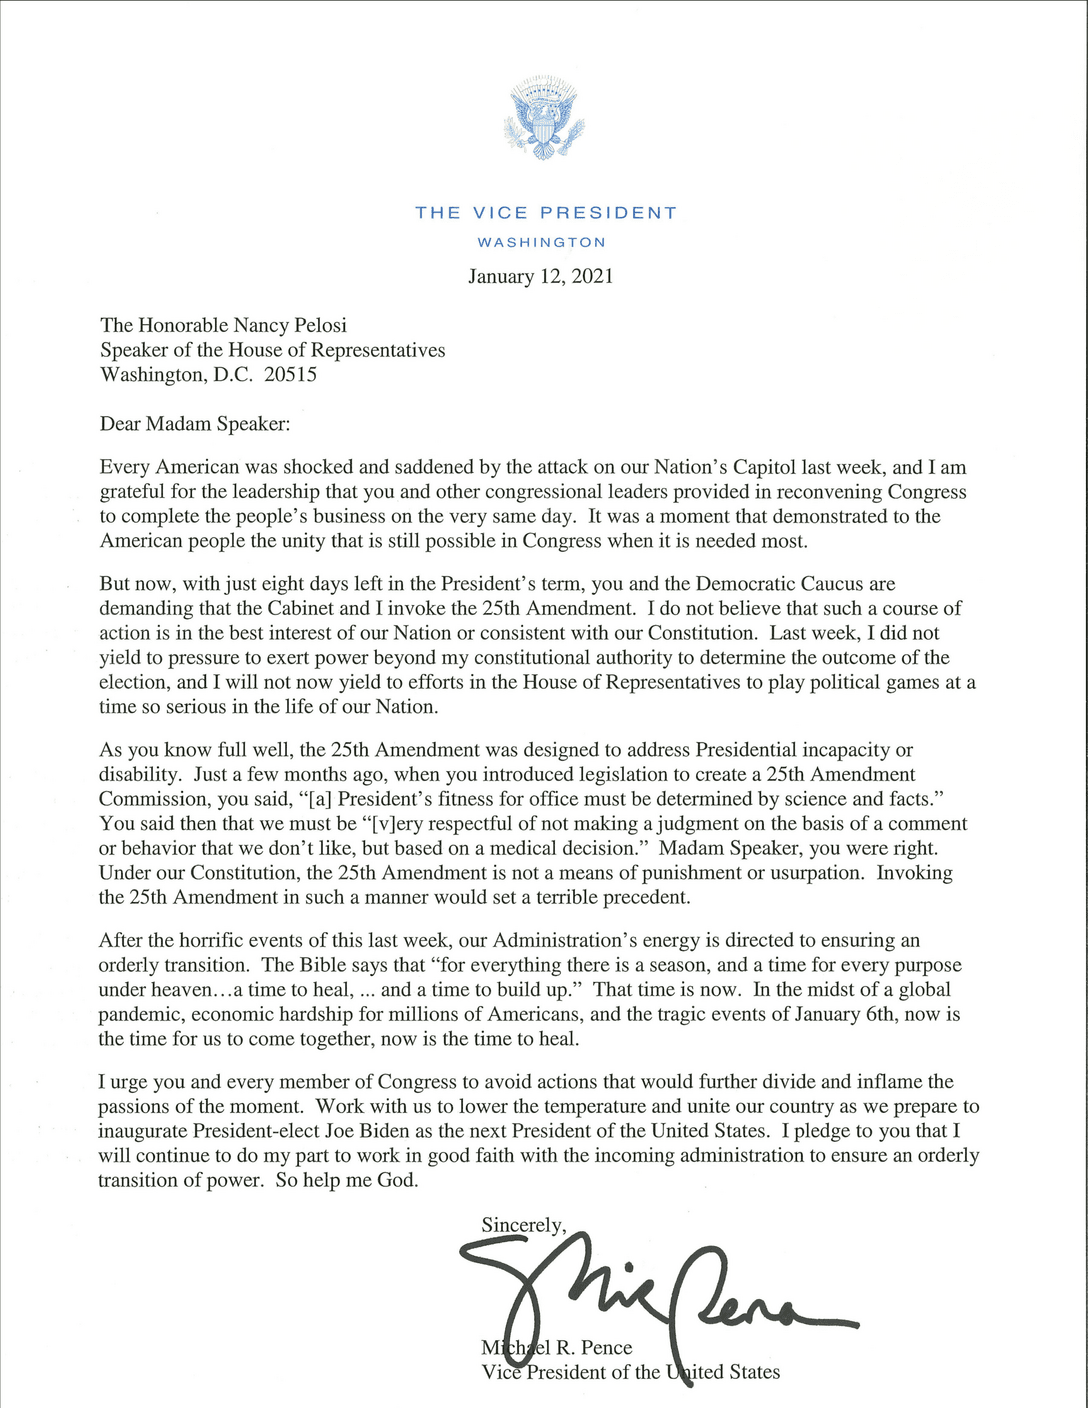 THE VICE PRESIDENT
WASHINGTON
January 12, 2021
The Honorable Nancy Pelosi
Speaker of the House of Representatives
Washington, D.C.  20515
Dear Madam Speaker:
Every American was shocked and saddened by the attack on our Nation’s Capitol last week, and I am
grateful for the leadership that you and other congressional leaders provided in reconvening Congress
to complete the people’s business on the very same day.  It was a moment that demonstrated to the
American people the unity that is still possible in Congress when it is needed most.
But now, with just eight days left in the President’s term, you and the Democratic Caucus are
demanding that the Cabinet and I invoke the 25th Amendment.  I do not believe that such a course of
action is in the best interest of our Nation or consistent with our Constitution.  Last week, I did not
yield to pressure to exert power beyond my constitutional authority to determine the outcome of the
election, and I will not now yield to efforts in the House of Representatives to play political games at a
time so serious in the life of our Nation.
As you know full well, the 25th Amendment was designed to address Presidential incapacity or
disability.  Just a few months ago, when you introduced legislation to create a 25th Amendment
Commission, you said, “[a] President’s fitness for office must be determined by science and facts.”
You said then that we must be “[v]ery respectful of not making a judgment on the basis of a comment
or behavior that we don’t like, but based on a medical decision.”  Madam Speaker, you were right.
Under our Constitution, the 25th Amendment is not a means of punishment or usurpation.  Invoking
the 25th Amendment in such a manner would set a terrible precedent.
After the horrific events of this last week, our Administration’s energy is directed to ensuring an
orderly transition.  The Bible says that “for everything there is a season, and a time for every purpose
under heaven…a time to heal, ... and a time to build up.”  That time is now.  In the midst of a global
pandemic, economic hardship for millions of Americans, and the tragic events of January 6th, now is
the time for us to come together, now is the time to heal.
I urge you and every member of Congress to avoid actions that would further divide and inflame the
passions of the moment.  Work with us to lower the temperature and unite our country as we prepare to
inaugurate President-elect Joe Biden as the next President of the United States.  I pledge to you that I
will continue to do my part to work in good faith with the incoming administration to ensure an orderly
transition of power.  So help me God.
Sincerely,
Mike Pence
Michael R. Pence
Vice President of the United States